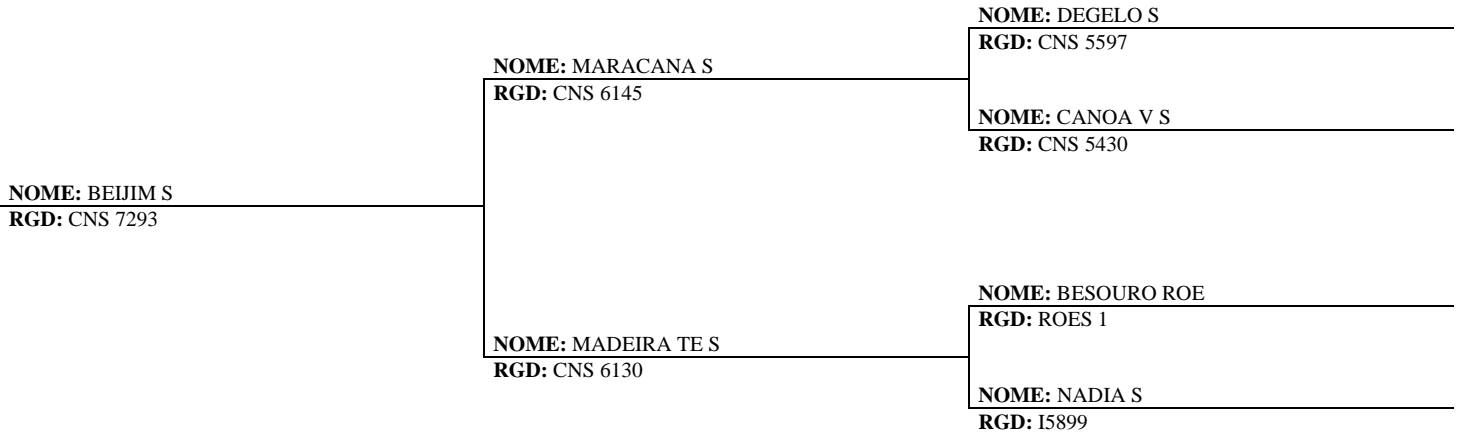 NOME: DEGELO S
RGD: CNS 5597
NOME: MARACANA S
RGD: CNS 6145
NOME: CANOA V S
RGD: CNS 5430
NOME: BEIJIM S
RGD: CNS 7293
NOME: BESOURO ROE
RGD: ROES 1
NOME: MADEIRA TE S
RGD: CNS 6130
NOME: NADIA S
RGD: I5899